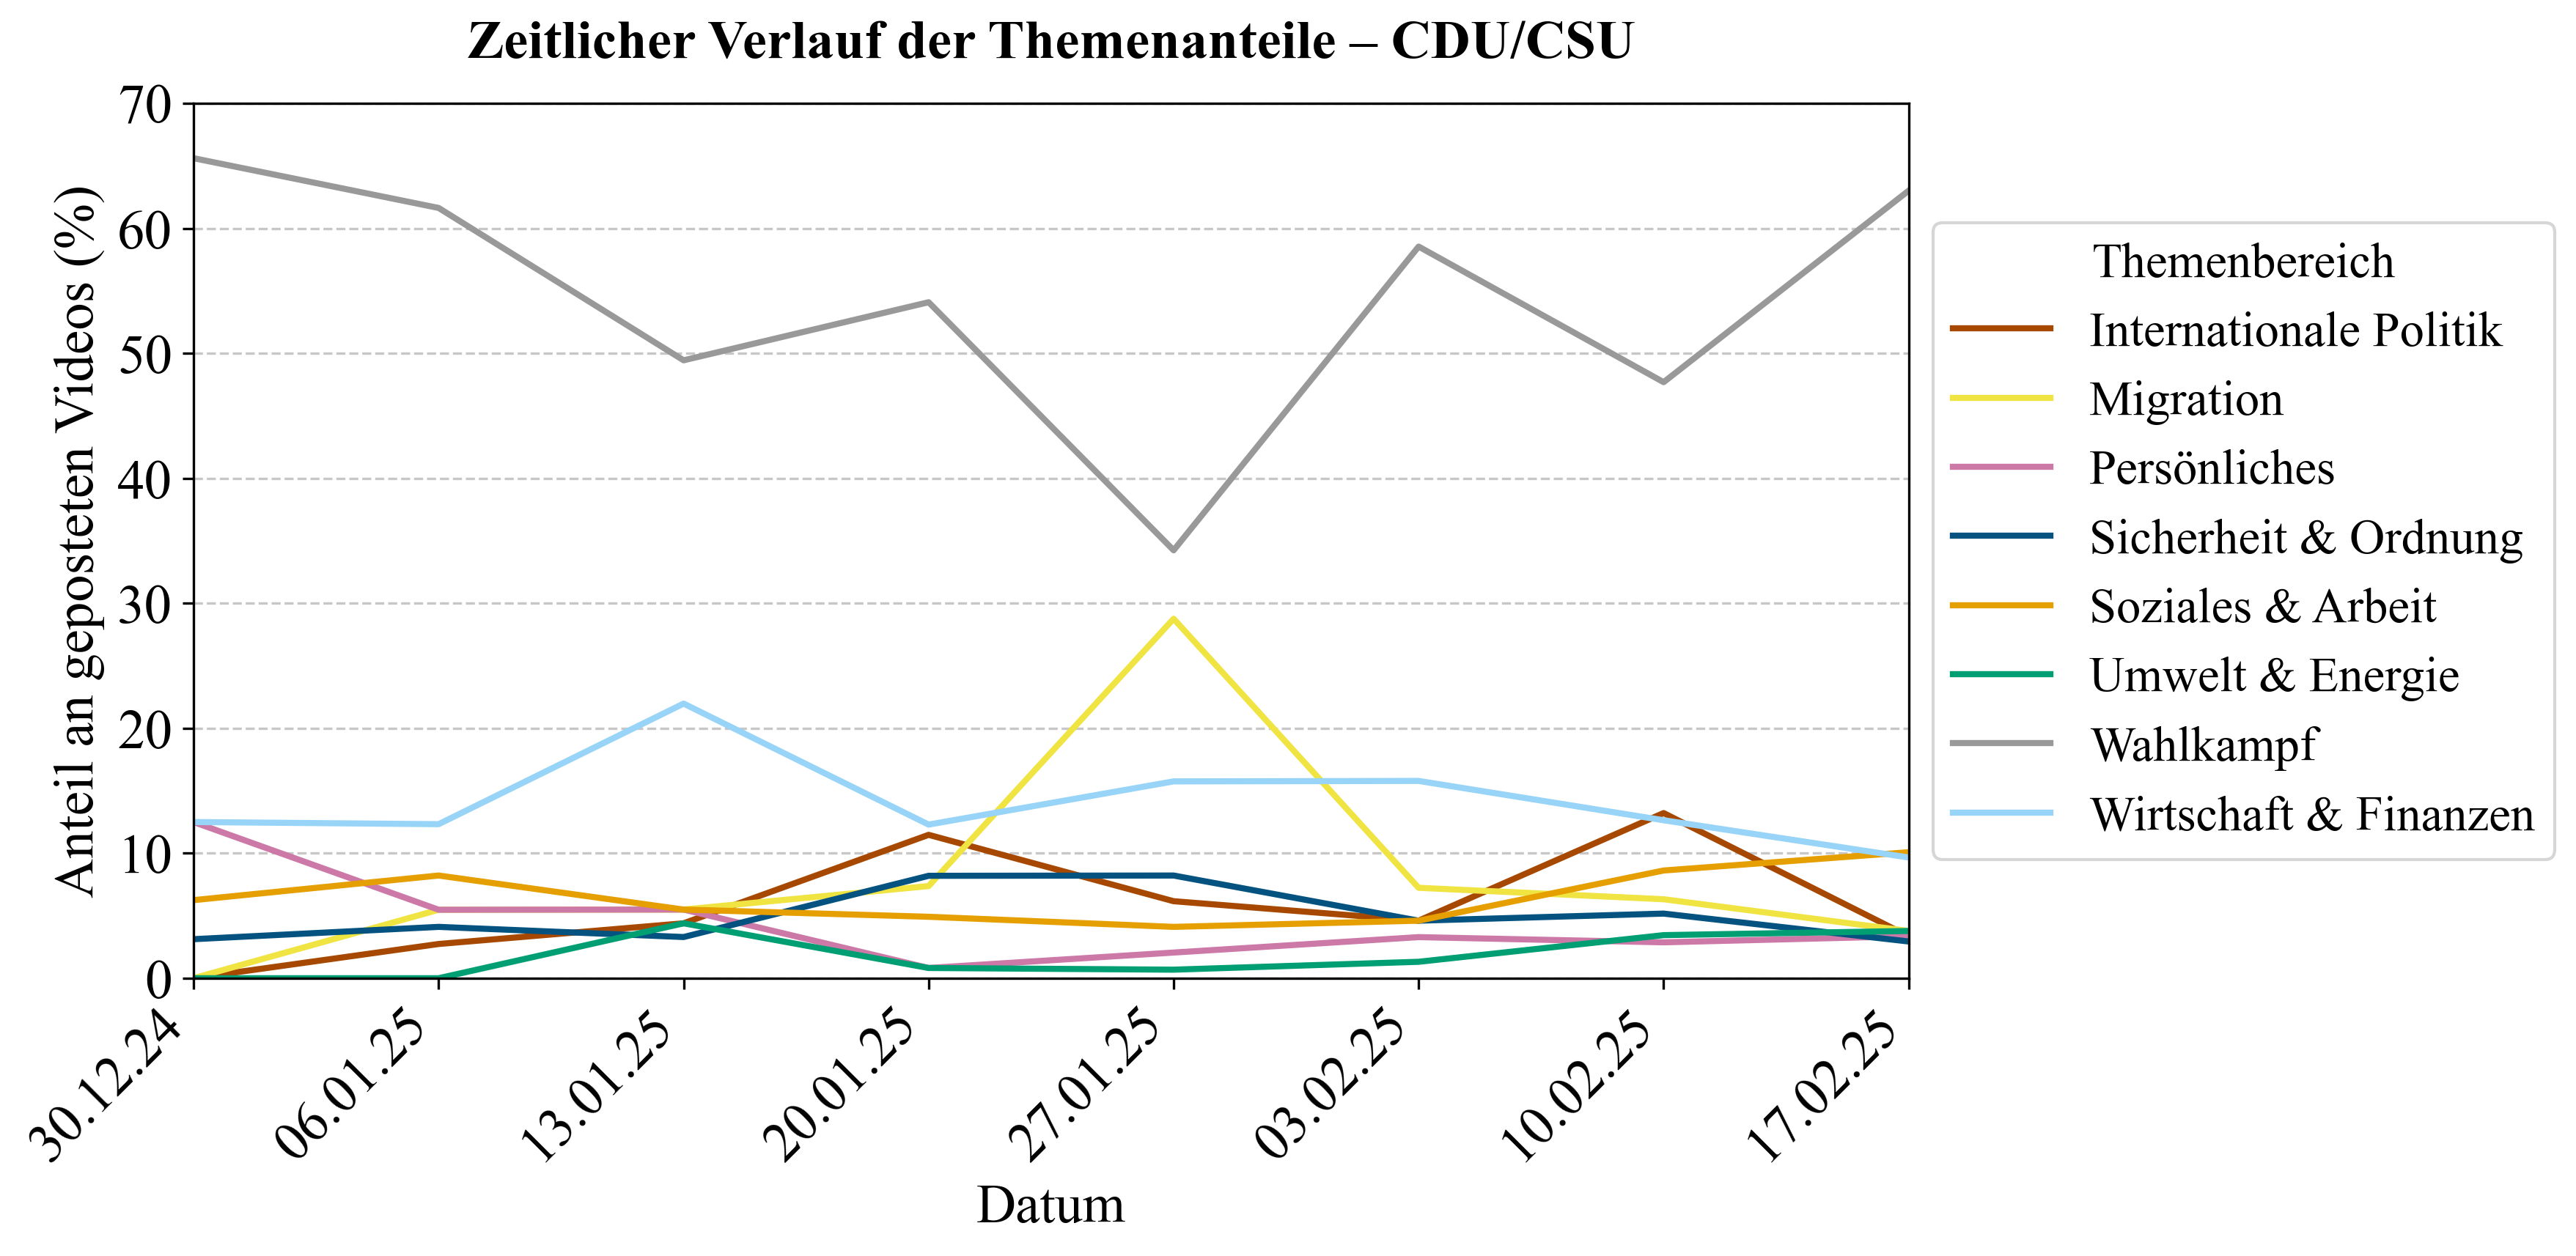 Zeitlicher Verlauf der Themenanteile – CDU/CSU
Anteil an geposteten Videos (%)
70
60
50
40
30
20
10
0
30.12.24
06.01.25
13.01.25
20.01.25
27.01.25
03.02.25
10.02.25
17.02.25
Datum
Themenbereich
Internationale Politik
Migration
Persönliches
Sicherheit & Ordnung
Soziales & Arbeit
Umwelt & Energie
Wahlkampf
Wirtschaft & Finanzen